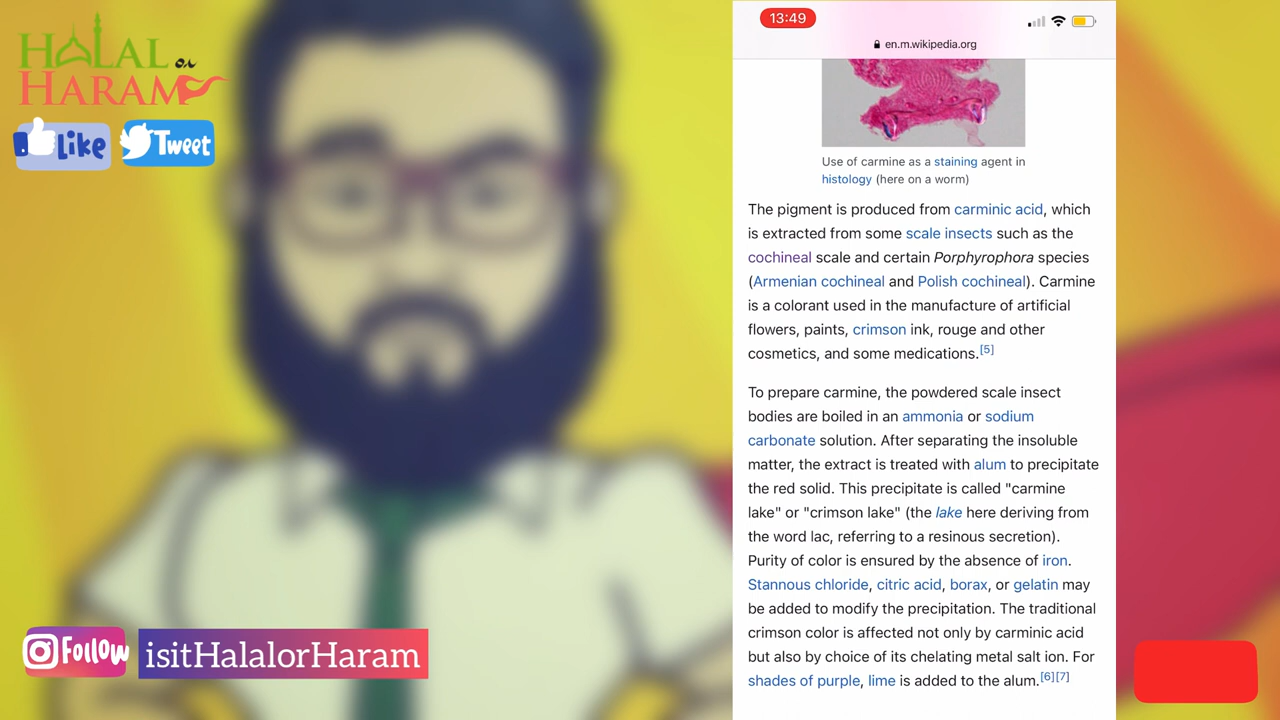 HALAL or
HARAM
Like
Tweet
13:49
en.m.wikipedia.org
Use of carmine as a staining agent in
histology (here on a worm)
The pigment is produced from carminic acid, which
is extracted from some scale insects such as the
cochineal scale and certain Porphyrophora species
(Armenian cochineal and Polish cochineal). Carmine
is a colorant used in the manufacture of artificial
flowers, paints, crimson ink, rouge and other
cosmetics, and some medications.[5]
To prepare carmine, the powdered scale insect
bodies are boiled in an ammonia or sodium
carbonate solution. After separating the insoluble
matter, the extract is treated with alum to precipitate
the red solid. This precipitate is called "carmine
lake" or "crimson lake" (the lake here deriving from
the word lac, referring to a resinous secretion).
Purity of color is ensured by the absence of iron.
Stannous chloride, citric acid, borax, or gelatin may
be added to modify the precipitation. The traditional
crimson color is affected not only by carminic acid
but also by choice of its chelating metal salt ion. For
shades of purple, lime is added to the alum.[6][7]
Follow
isitHalalorHaram